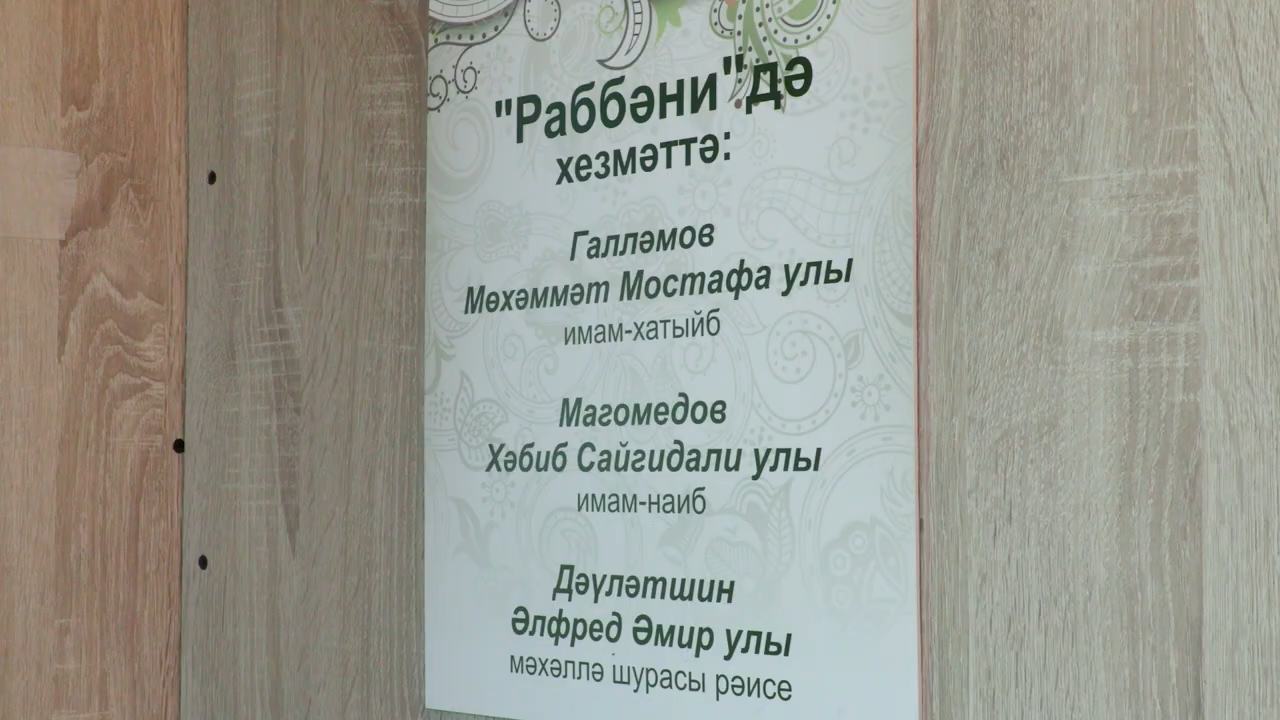 "Раббәни"дә
хезмәттә:
Галләмов
Мөхәммәт Мостафа улы
имам-хатыйб
Магомедов
Хәбиб Сайгидали улы
имам-наиб
Дәүләтшин
Әлфред Әмир улы
мәхәллә шурасы рәисе